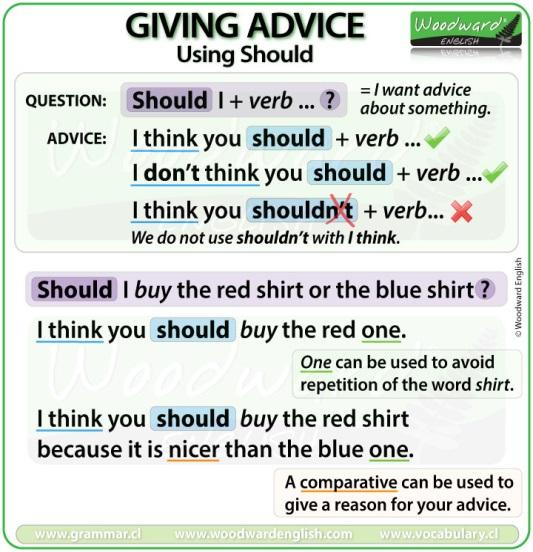 GIVING ADVICE
Using Should
Woodward®
ENGLISH
QUESTION: Should I + verb ... ? = I want advice
about something.
ADVICE: I think you should + verb ...
I don't think you should + verb ...
I think you shouldn't + verb...
We do not use shouldn't with I think.
© Woodward English
Should I buy the red shirt or the blue shirt?
I think you should buy the red one.
One can be used to avoid
repetition of the word shirt.
I think you should buy the red shirt
because it is nicer than the blue one.
A comparative can be used to
give a reason for your advice.
www.grammar.cl www.woodwardenglish.com www.vocabulary.cl